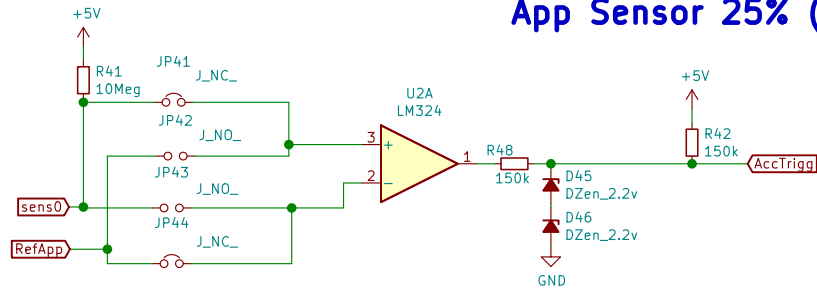 App Sensor 25% (
+5V
R41
10Meg
JP41
J_NC_
JP42
J_NO_
JP43
J_NO_
JP44
J_NC_
sens0
RefApp
U2A
LM324
3
+
2
-
1
R48
150k
D45
DZen_2.2v
D46
DZen_2.2v
GND
+5V
R42
150k
AccTrigg